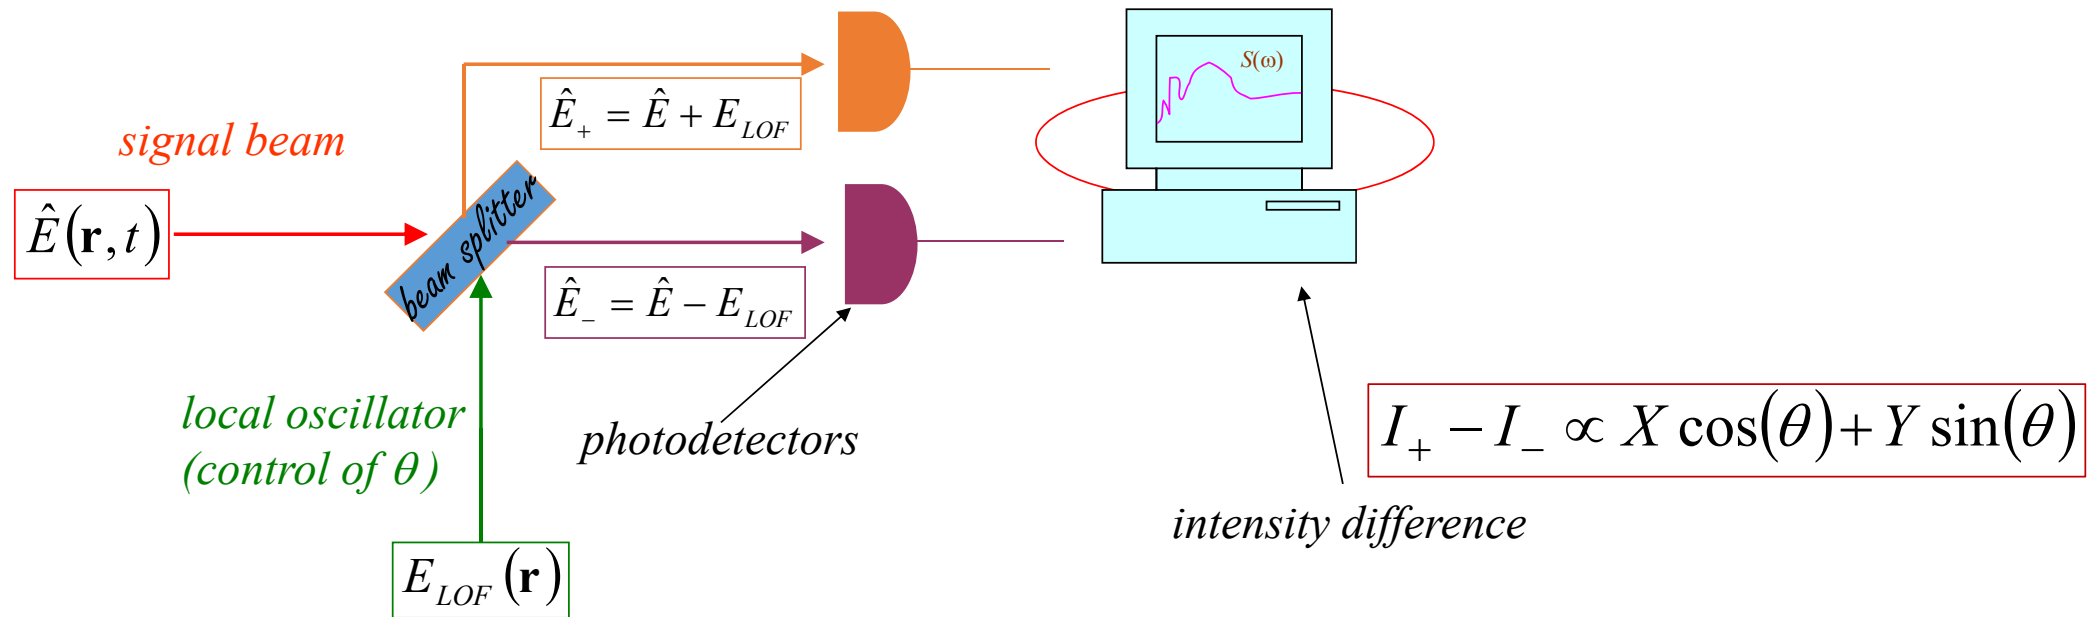 S(ω)
Ê₊ = Ê + E_LOF
signal beam
Ê(r, t)
beam splitter
Ê₋ = Ê − E_LOF
local oscillator
(control of θ )
photodetectors
I₊ − I₋ ∝ X cos(θ) + Y sin(θ)
intensity difference
E_LOF (r)